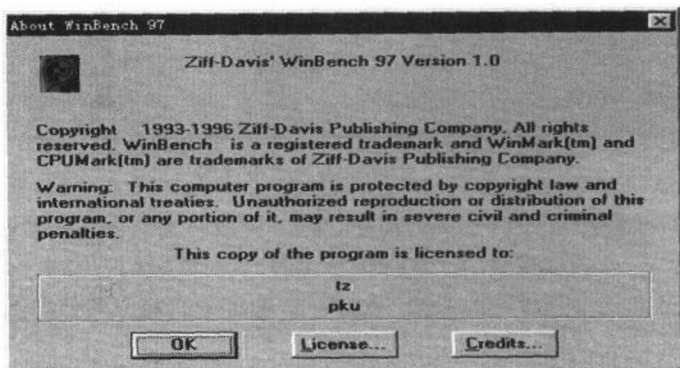 About WinBench 97
Ziff-Davis' WinBench 97 Version 1.0
Copyright 1993-1996 Ziff-Davis Publishing Company. All rights
reserved. WinBench is a registered trademark and WinMark(tm) and
CPUMark(tm) are trademarks of Ziff-Davis Publishing Company.
Warning: This computer program is protected by copyright law and
international treaties. Unauthorized reproduction or distribution of this
program, or any portion of it, may result in severe civil and criminal
penalties.
This copy of the program is licensed to:
tz
pku
OK License... Credits...